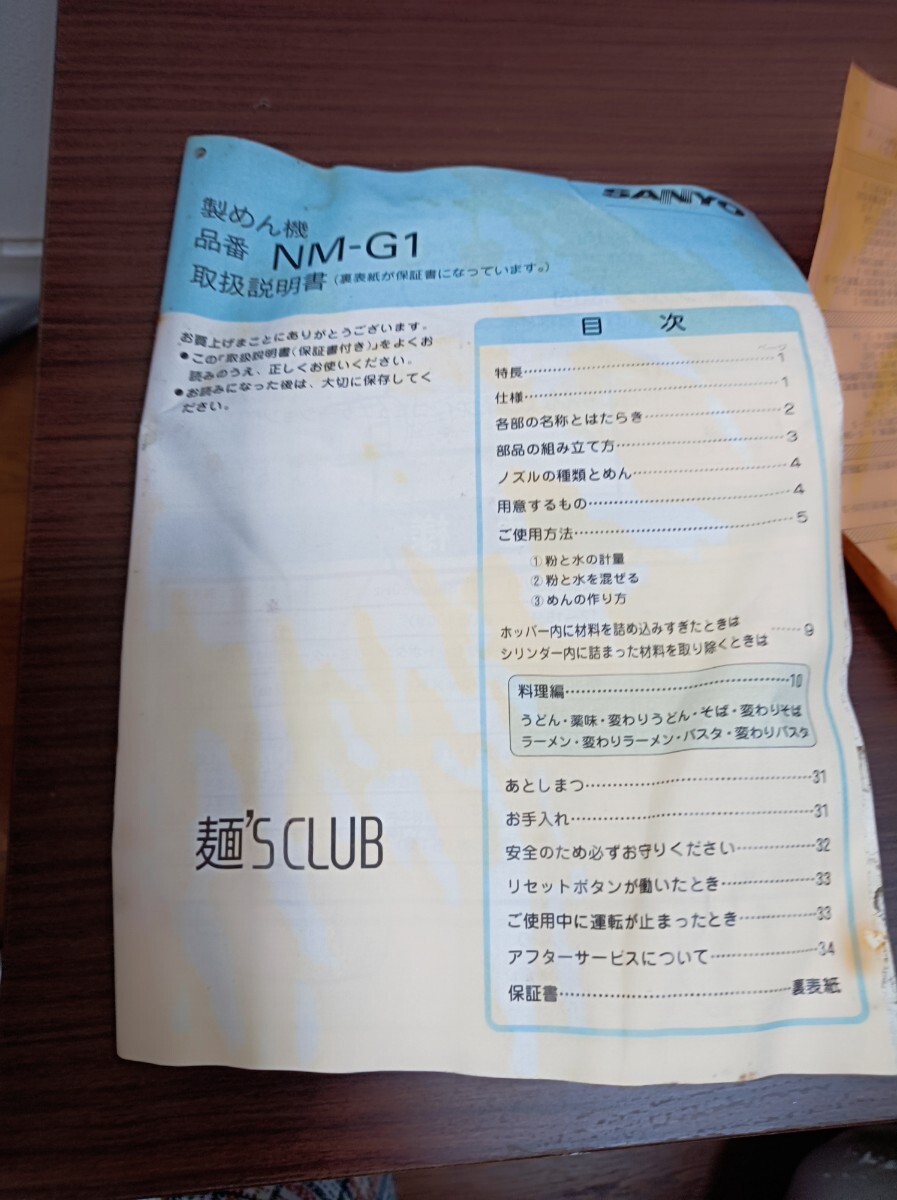 SANYO
製めん機
品番 NM-G1
取扱説明書(裏表紙が保証書になっています。)
お買上げまことにありがとうございます。
●この「取扱説明書(保証書付き)」をよくお
読みのうえ、正しくお使いください。
●お読みになった後は、大切に保存してく
ださい。
麺'S CLUB
目 次
ページ
特長……………………1
仕様……………………1
各部の名称とはたらき……………2
部品の組み立て方……………3
ノズルの種類とめん……………4
用意するもの……………4
ご使用方法……………5
①粉と水の計量
②粉と水を混ぜる
③めんの作り方
ホッパー内に材料を詰め込みすぎたときは
シリンダー内に詰まった材料を取り除くときは ……9
料理編……………………10
うどん・薬味・変わりうどん・そば・変わりそば
ラーメン・変わりラーメン・パスタ・変わりパスタ
あとしまつ……………………31
お手入れ……………………31
安全のため必ずお守りください…………32
リセットボタンが働いたとき…………33
ご使用中に運転が止まったとき…………33
アフターサービスについて……………34
保証書……………………裏表紙